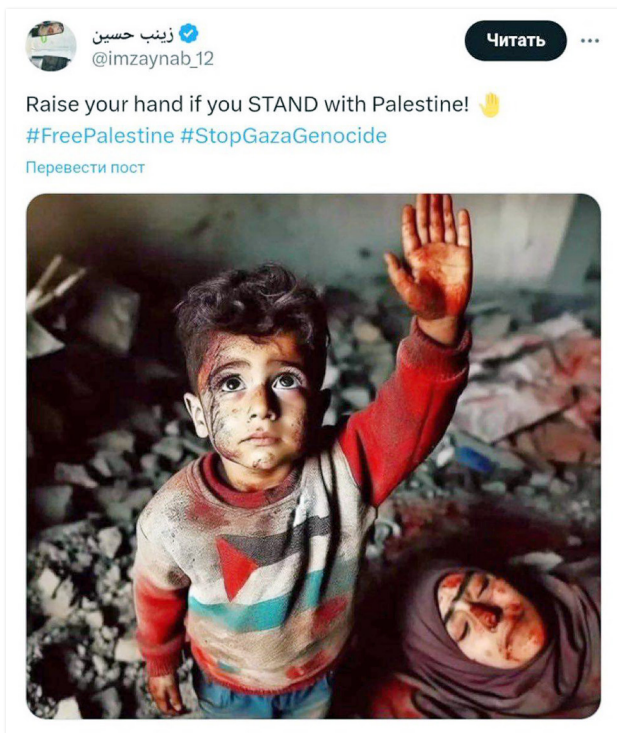 زينب حسين
Читать
@imzaynab_12
Raise your hand if you STAND with Palestine! 🤚
#FreePalestine #StopGazaGenocide
Перевести пост